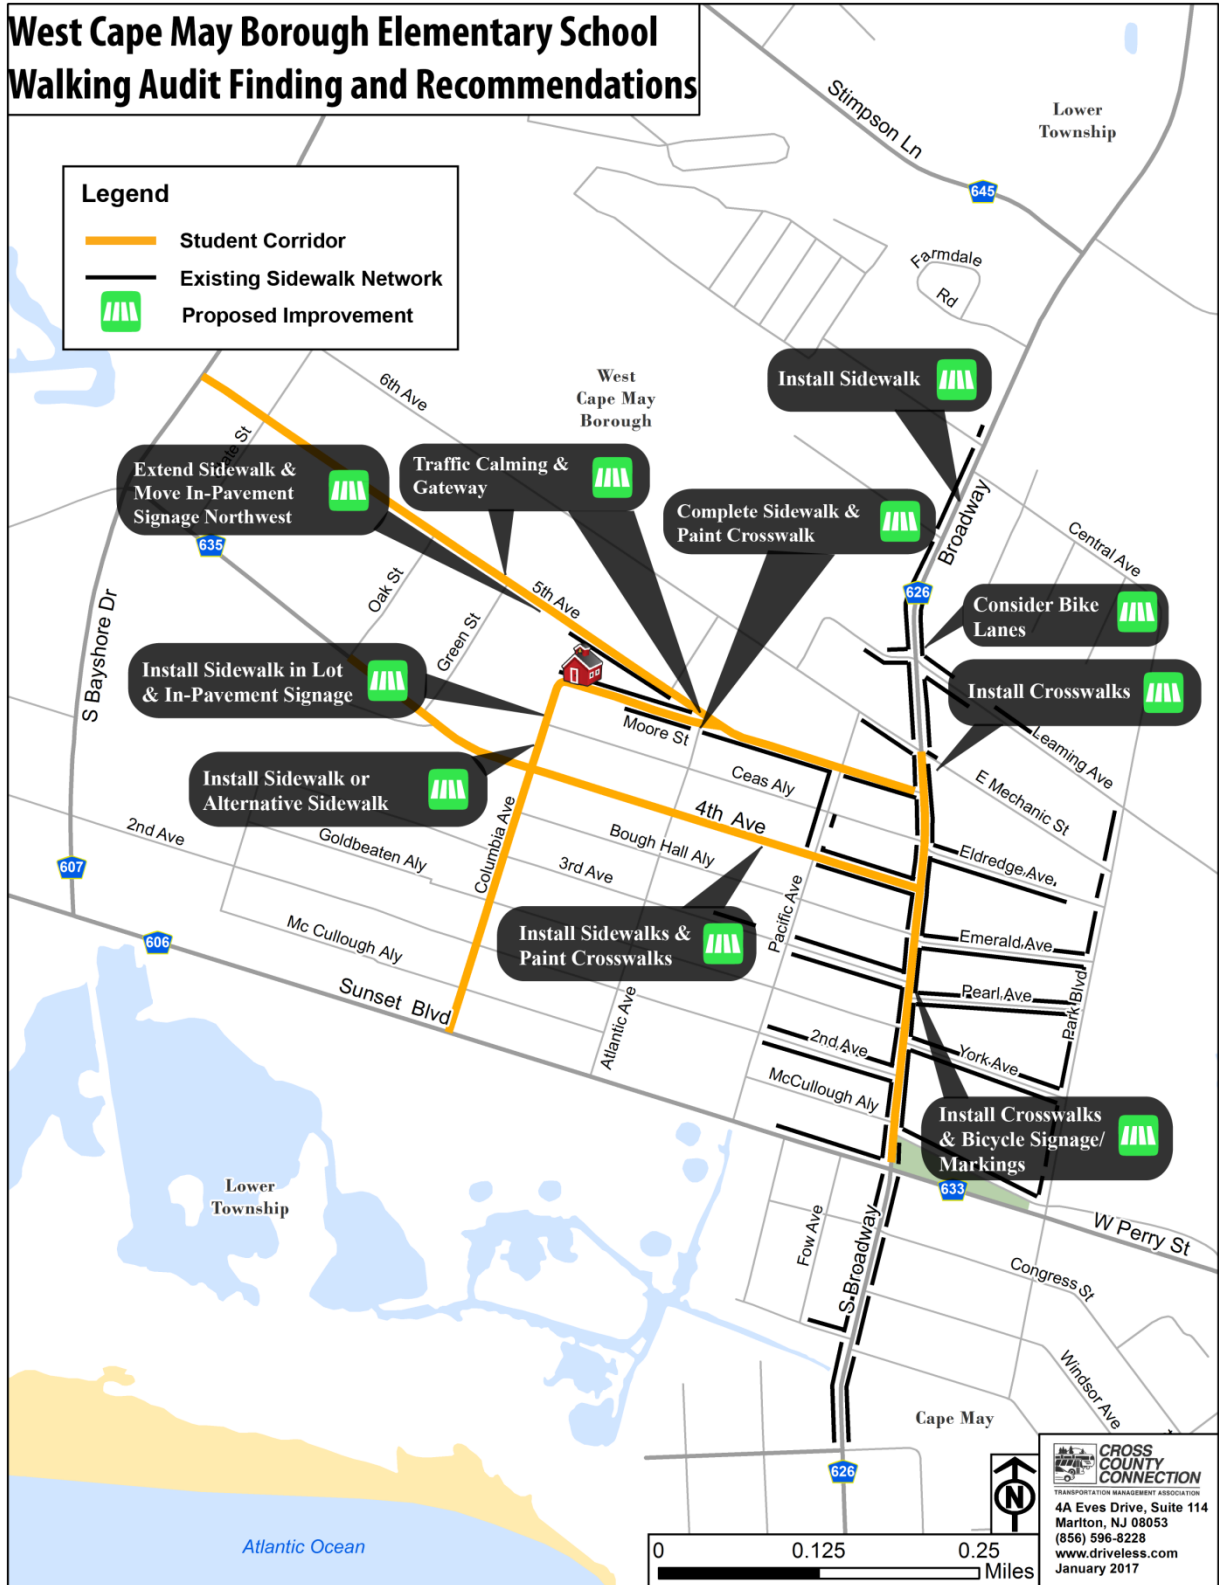 West Cape May Borough Elementary School
Walking Audit Finding and Recommendations
Legend
Student Corridor
Existing Sidewalk Network
Proposed Improvement
Stimpson Ln
Lower
Township
645
Farmdale
Rd
Install Sidewalk
West
Cape May
Borough
6th Ave
Extend Sidewalk &
Move In-Pavement
Signage Northwest
Traffic Calming &
Gateway
Complete Sidewalk &
Paint Crosswalk
Broadway
Central Ave
635
626
Oak St
5th Ave
Green St
Consider Bike
Lanes
S Bayshore Dr
Install Sidewalk in Lot
& In-Pavement Signage
Install Crosswalks
Moore St
Leaming Ave
Ceas Aly
E Mechanic St
Install Sidewalk or
Alternative Sidewalk
4th Ave
2nd Ave
Goldbeaten Aly
Columbia Ave
Bough Hall Aly
3rd Ave
Eldredge Ave
607
606
Mc Cullough Aly
Install Sidewalks &
Paint Crosswalks
Pacific Ave
Emerald Ave
Pearl Ave
Park Blvd
Sunset Blvd
Atlantic Ave
2nd Ave
York Ave
McCullough Aly
Install Crosswalks
& Bicycle Signage/
Markings
Lower
Township
633
W Perry St
Fow Ave
S Broadway
Congress St
Windsor Ave
Cape May
626
N
Atlantic Ocean
0 0.125 0.25
Miles
CROSS
COUNTY
CONNECTION
TRANSPORTATION MANAGEMENT ASSOCIATION
4A Eves Drive, Suite 114
Marlton, NJ 08053
(856) 596-8228
www.driveless.com
January 2017